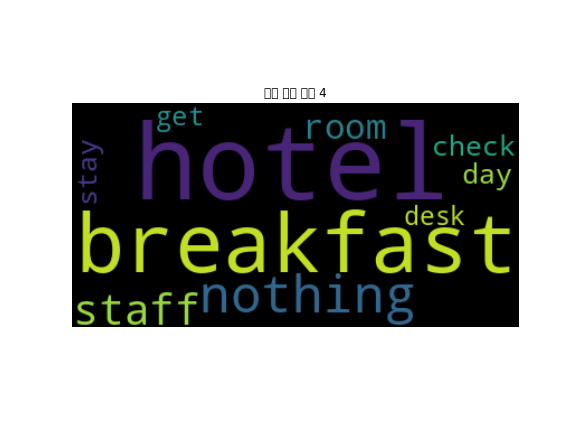 4
get
room
hotel
check
stay
day
desk
breakfast
nothing
staff